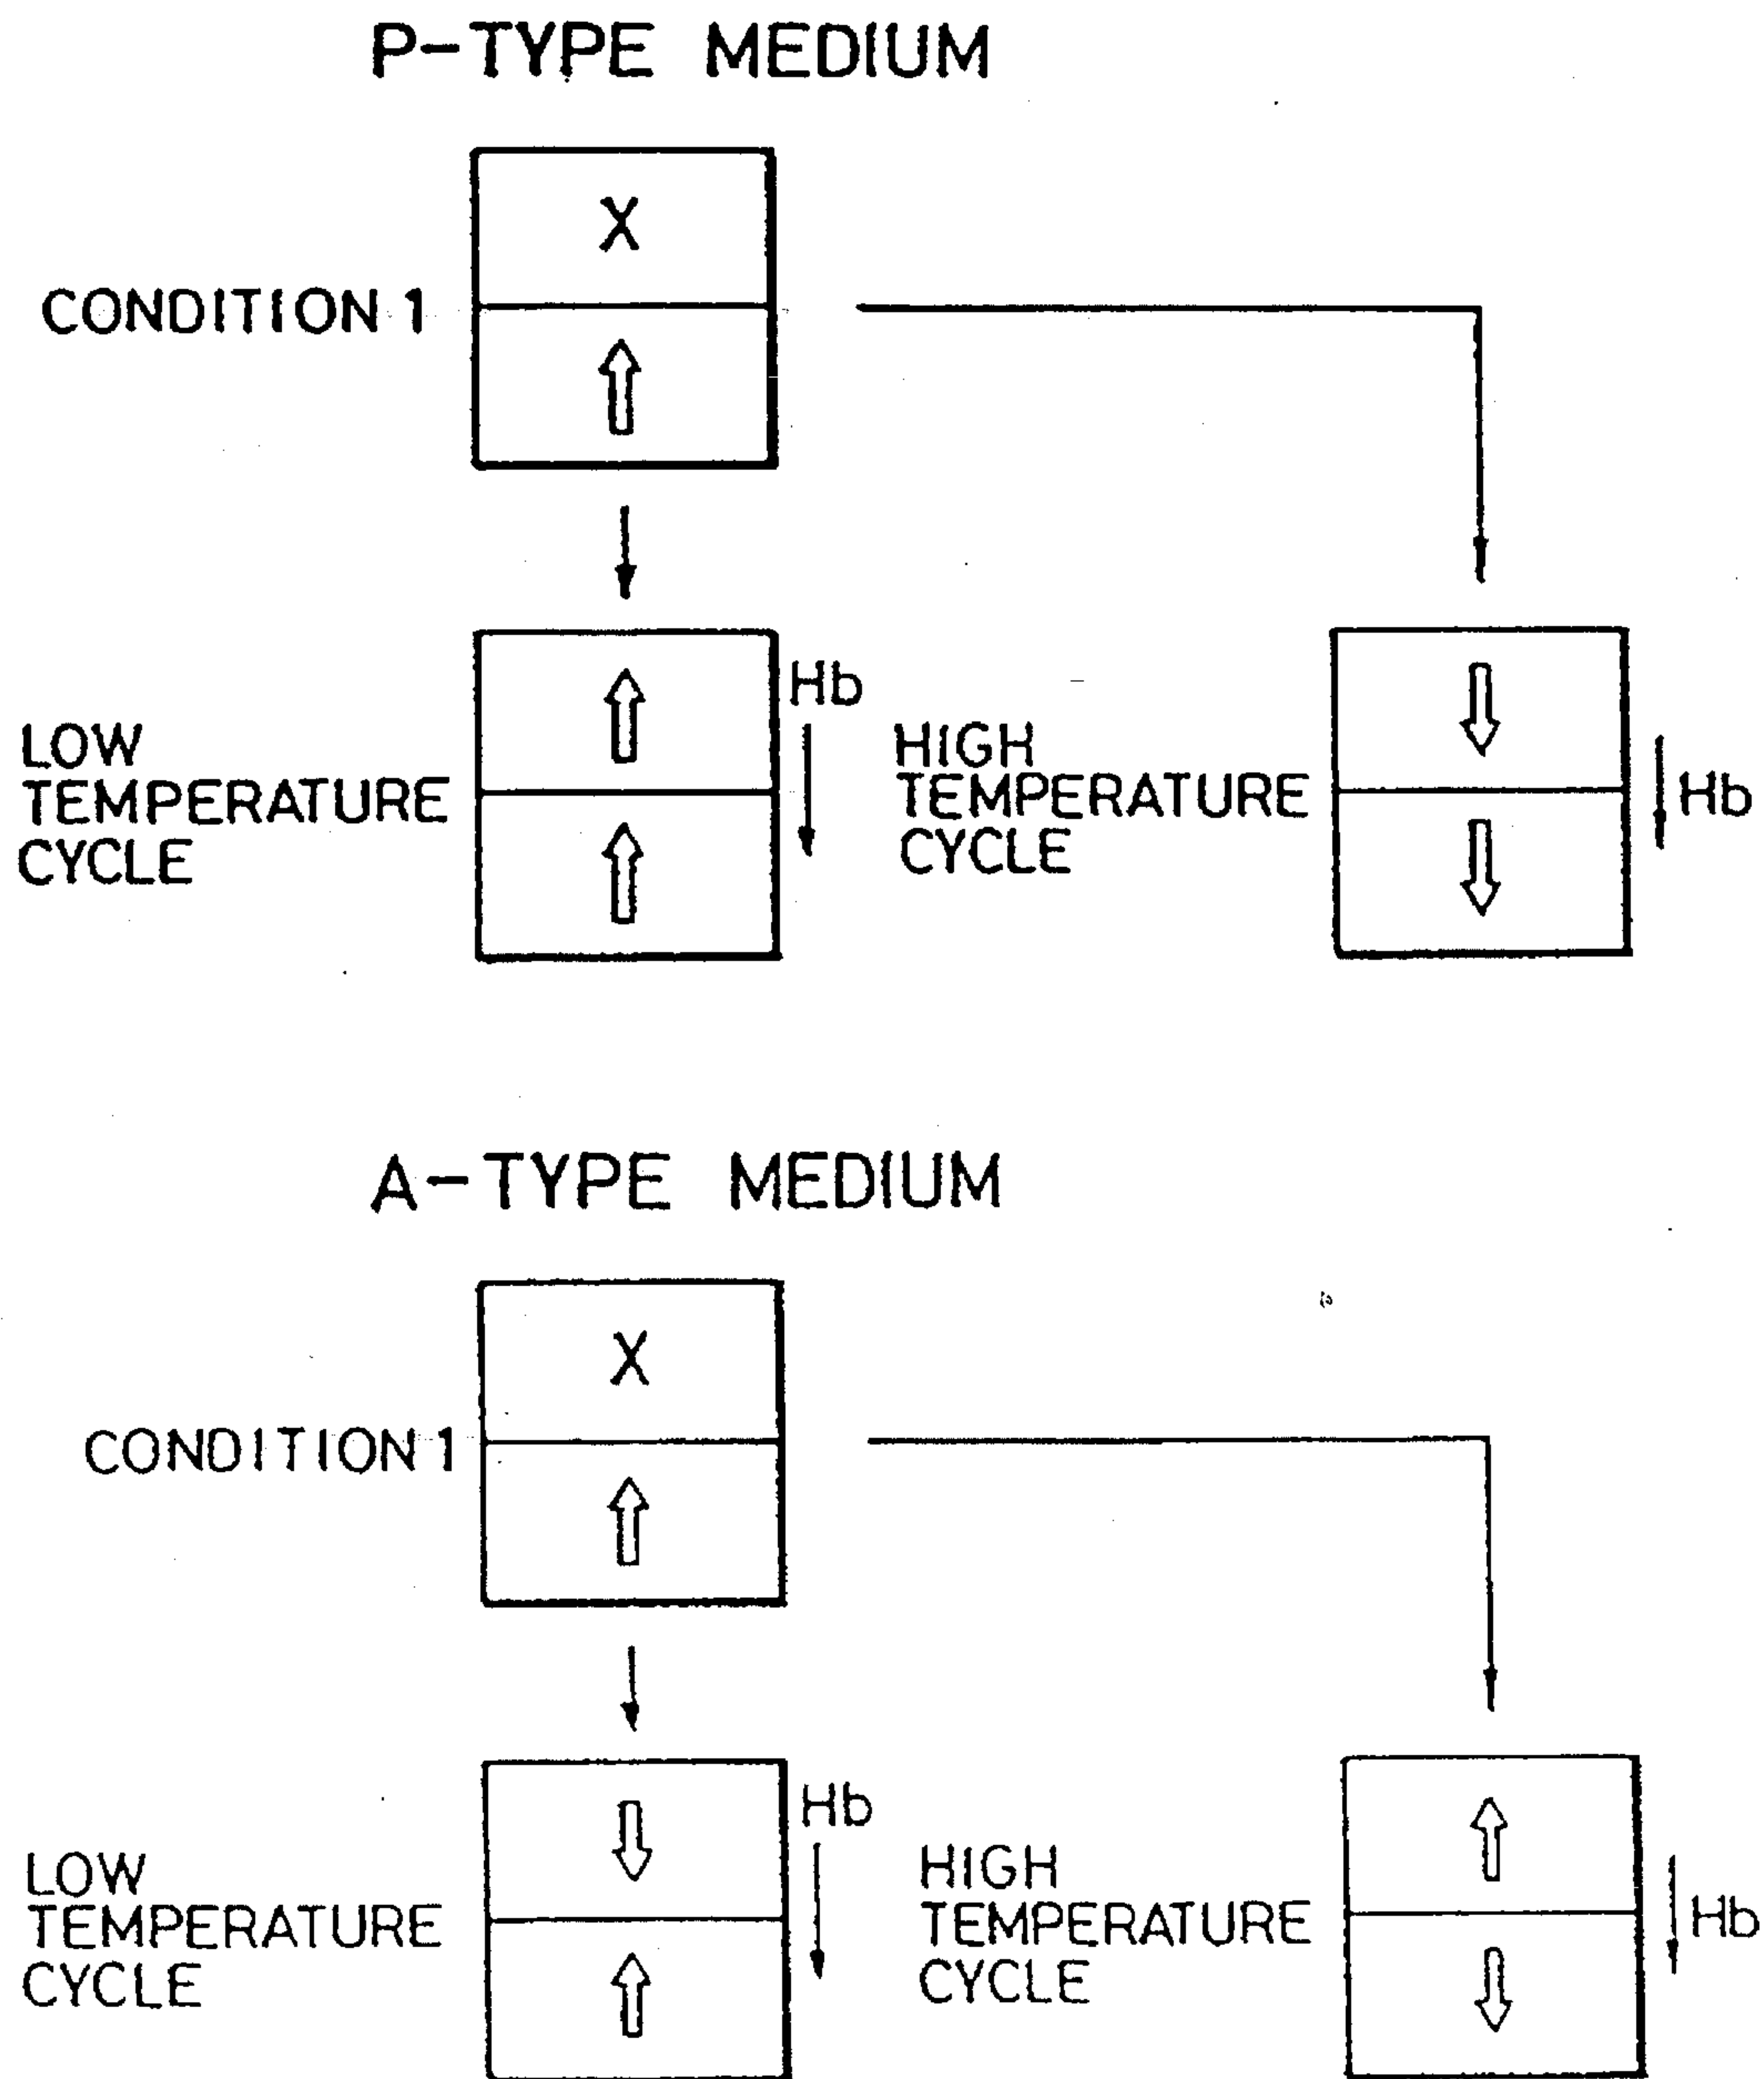 P-TYPE MEDIUM
X
CONDITION 1
Hb
LOW
TEMPERATURE
CYCLE
HIGH
TEMPERATURE
CYCLE
Hb
A-TYPE MEDIUM
X
CONDITION 1
Hb
LOW
TEMPERATURE
CYCLE
HIGH
TEMPERATURE
CYCLE
Hb